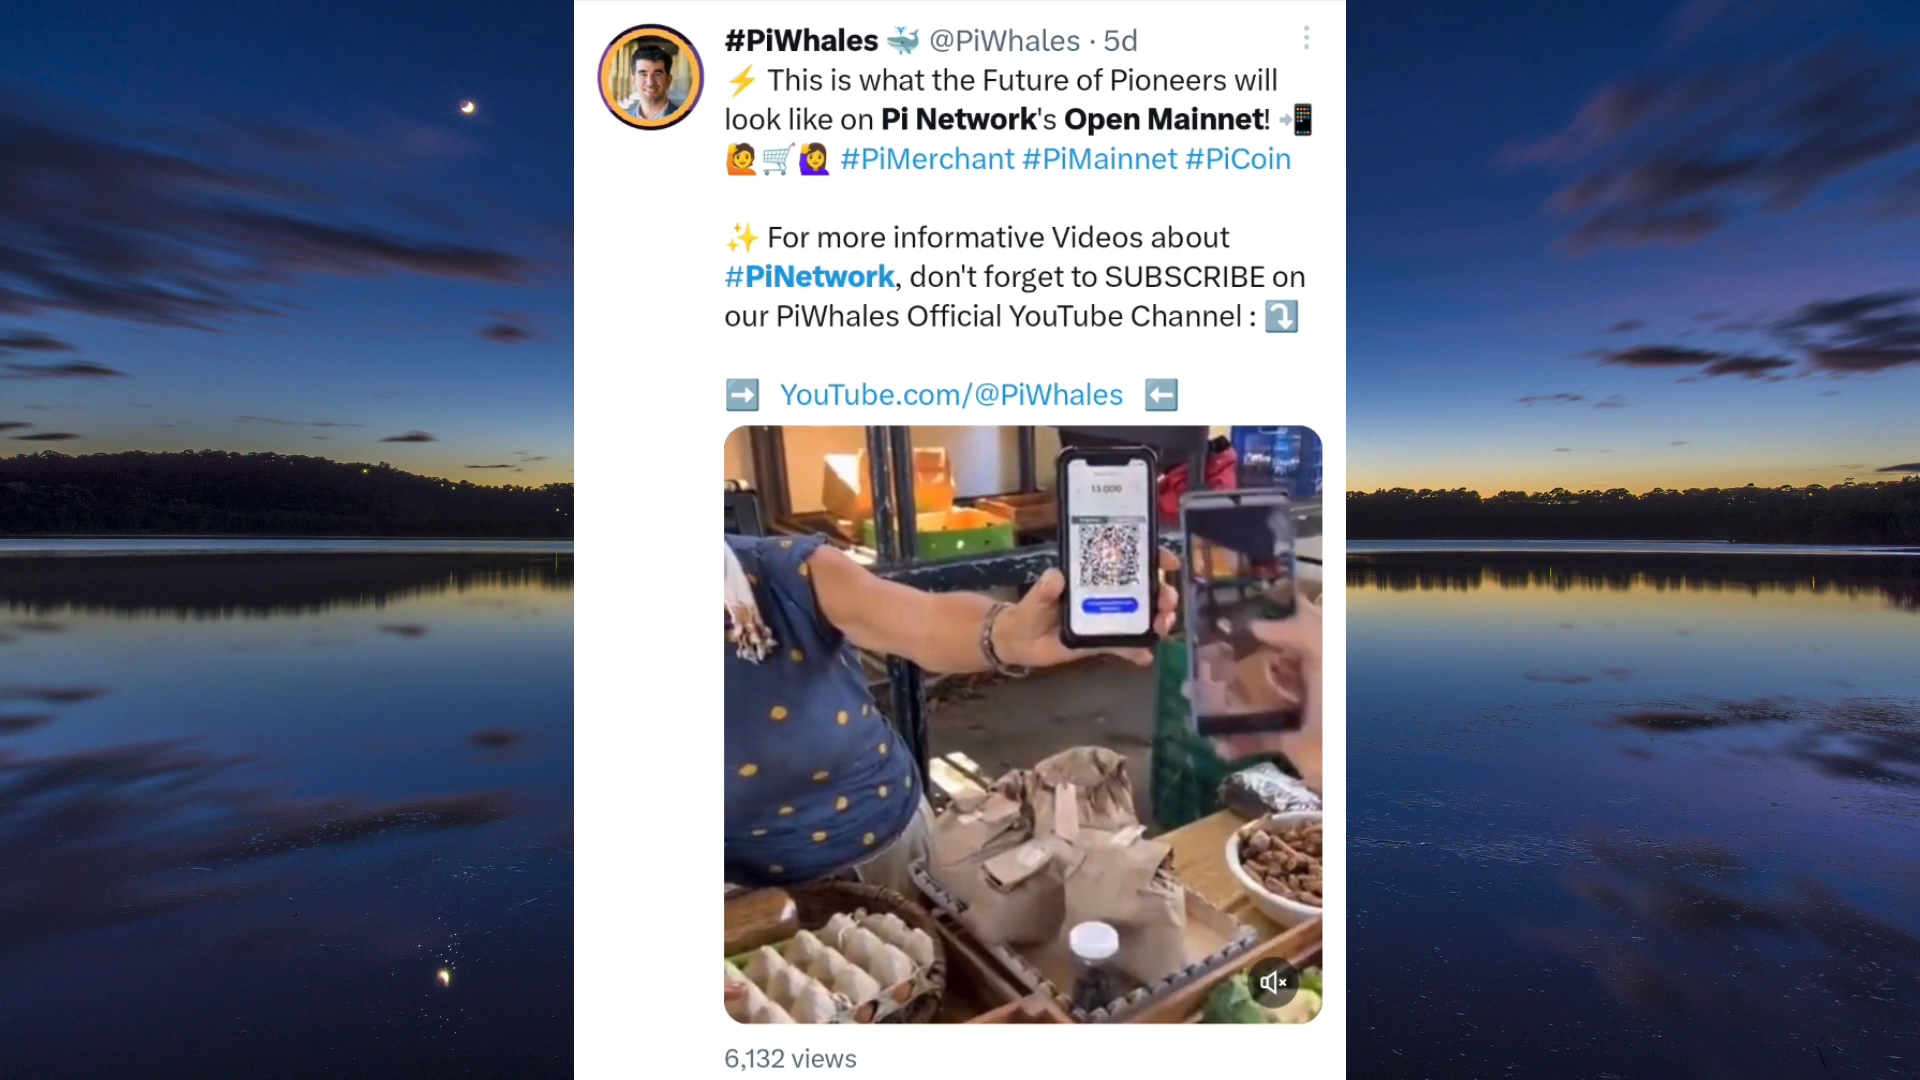 #PiWhales 🐳 @PiWhales · 5d
⚡ This is what the Future of Pioneers will
look like on Pi Network's Open Mainnet! 📲
🙋🛒🙋‍♀️ #PiMerchant #PiMainnet #PiCoin
✨ For more informative Videos about
#PiNetwork, don't forget to SUBSCRIBE on
our PiWhales Official YouTube Channel : ⤵️
➡️ YouTube.com/@PiWhales ⬅️
13 000
6,132 views